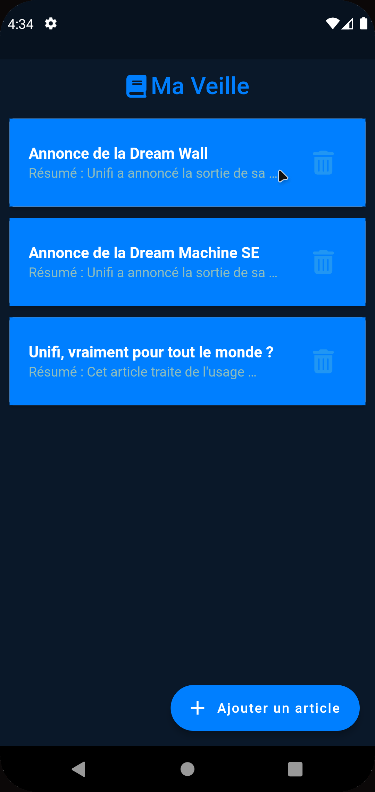 4:34
Ma Veille
Annonce de la Dream Wall
Résumé : Unifi a annoncé la sortie de sa ...
Annonce de la Dream Machine SE
Résumé : Unifi a annoncé la sortie de sa ...
Unifi, vraiment pour tout le monde ?
Résumé : Cet article traite de l'usage ...
+ Ajouter un article